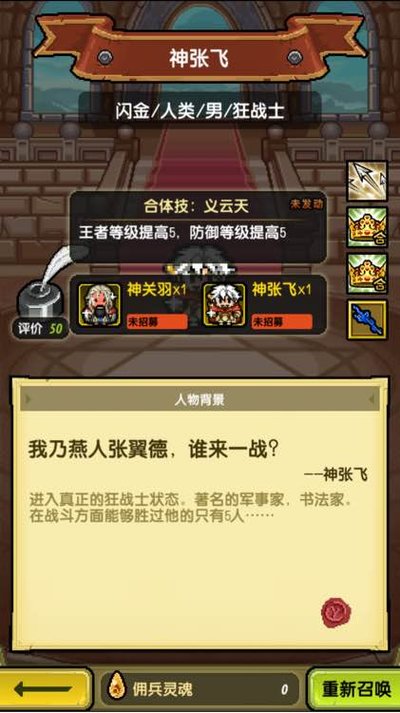 神张飞
闪金/人类/男/狂战士
合体技：义云天
未发动
王者等级提高5，防御等级提高5
神关羽x1
未招募
神张飞x1
未招募
合
合
评价 50
人物背景
我乃燕人张翼德，谁来一战？
--神张飞
进入真正的狂战士状态。著名的军事家，书法家。
在战斗方面能够胜过他的只有5人……
佣兵灵魂
0
重新召唤